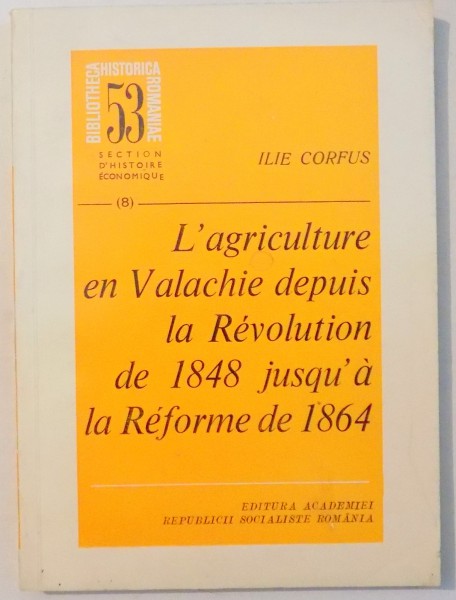 BIBLIOTHECA
HISTORICA
ROMANIAE
53
SECTION
D'HISTOIRE
ÉCONOMIQUE
(8)
ILIE CORFUS
L'agriculture
en Valachie depuis
la Révolution
de 1848 jusqu'à
la Réforme de 1864
EDITURA ACADEMIEI
REPUBLICII SOCIALISTE ROMÂNIA